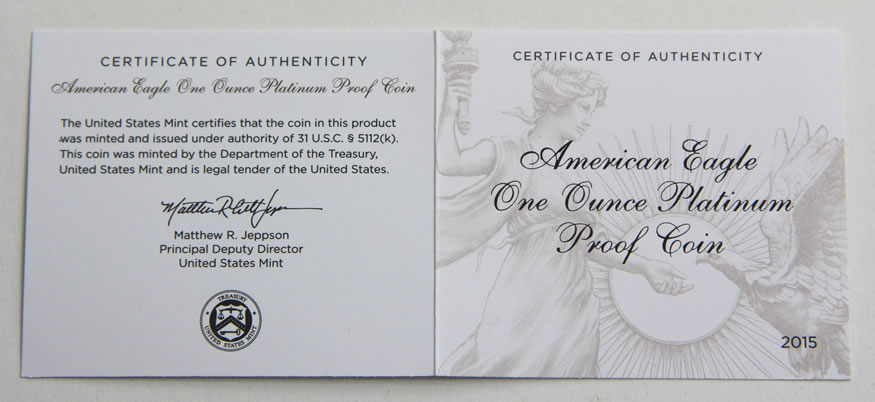 CERTIFICATE OF AUTHENTICITY
American Eagle One Ounce Platinum Proof Coin
The United States Mint certifies that the coin in this product
was minted and issued under authority of 31 U.S.C. § 5112(k).
This coin was minted by the Department of the Treasury,
United States Mint and is legal tender of the United States.
Matthew R. Jeppson
Principal Deputy Director
United States Mint
TREASURY
UNITED STATES MINT
CERTIFICATE OF AUTHENTICITY
American Eagle
One Ounce Platinum
Proof Coin
2015